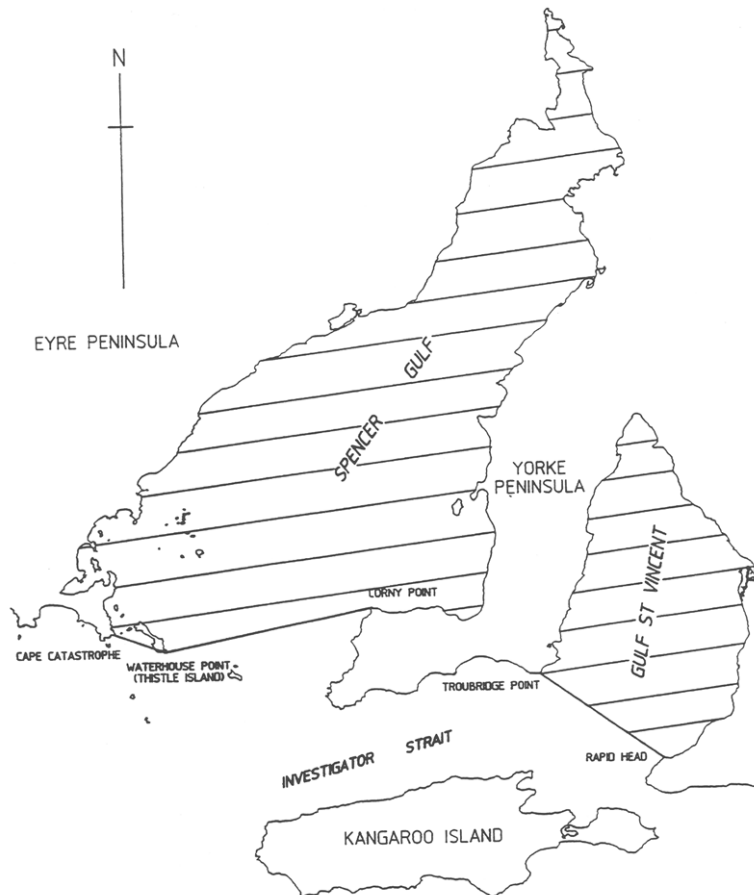 N
EYRE PENINSULA
SPENCER GULF
YORKE
PENINSULA
GULF ST VINCENT
CORNY POINT
CAPE CATASTROPHE
WATERHOUSE POINT
(THISTLE ISLAND)
TROUBRIDGE POINT
RAPID HEAD
INVESTIGATOR STRAIT
KANGAROO ISLAND